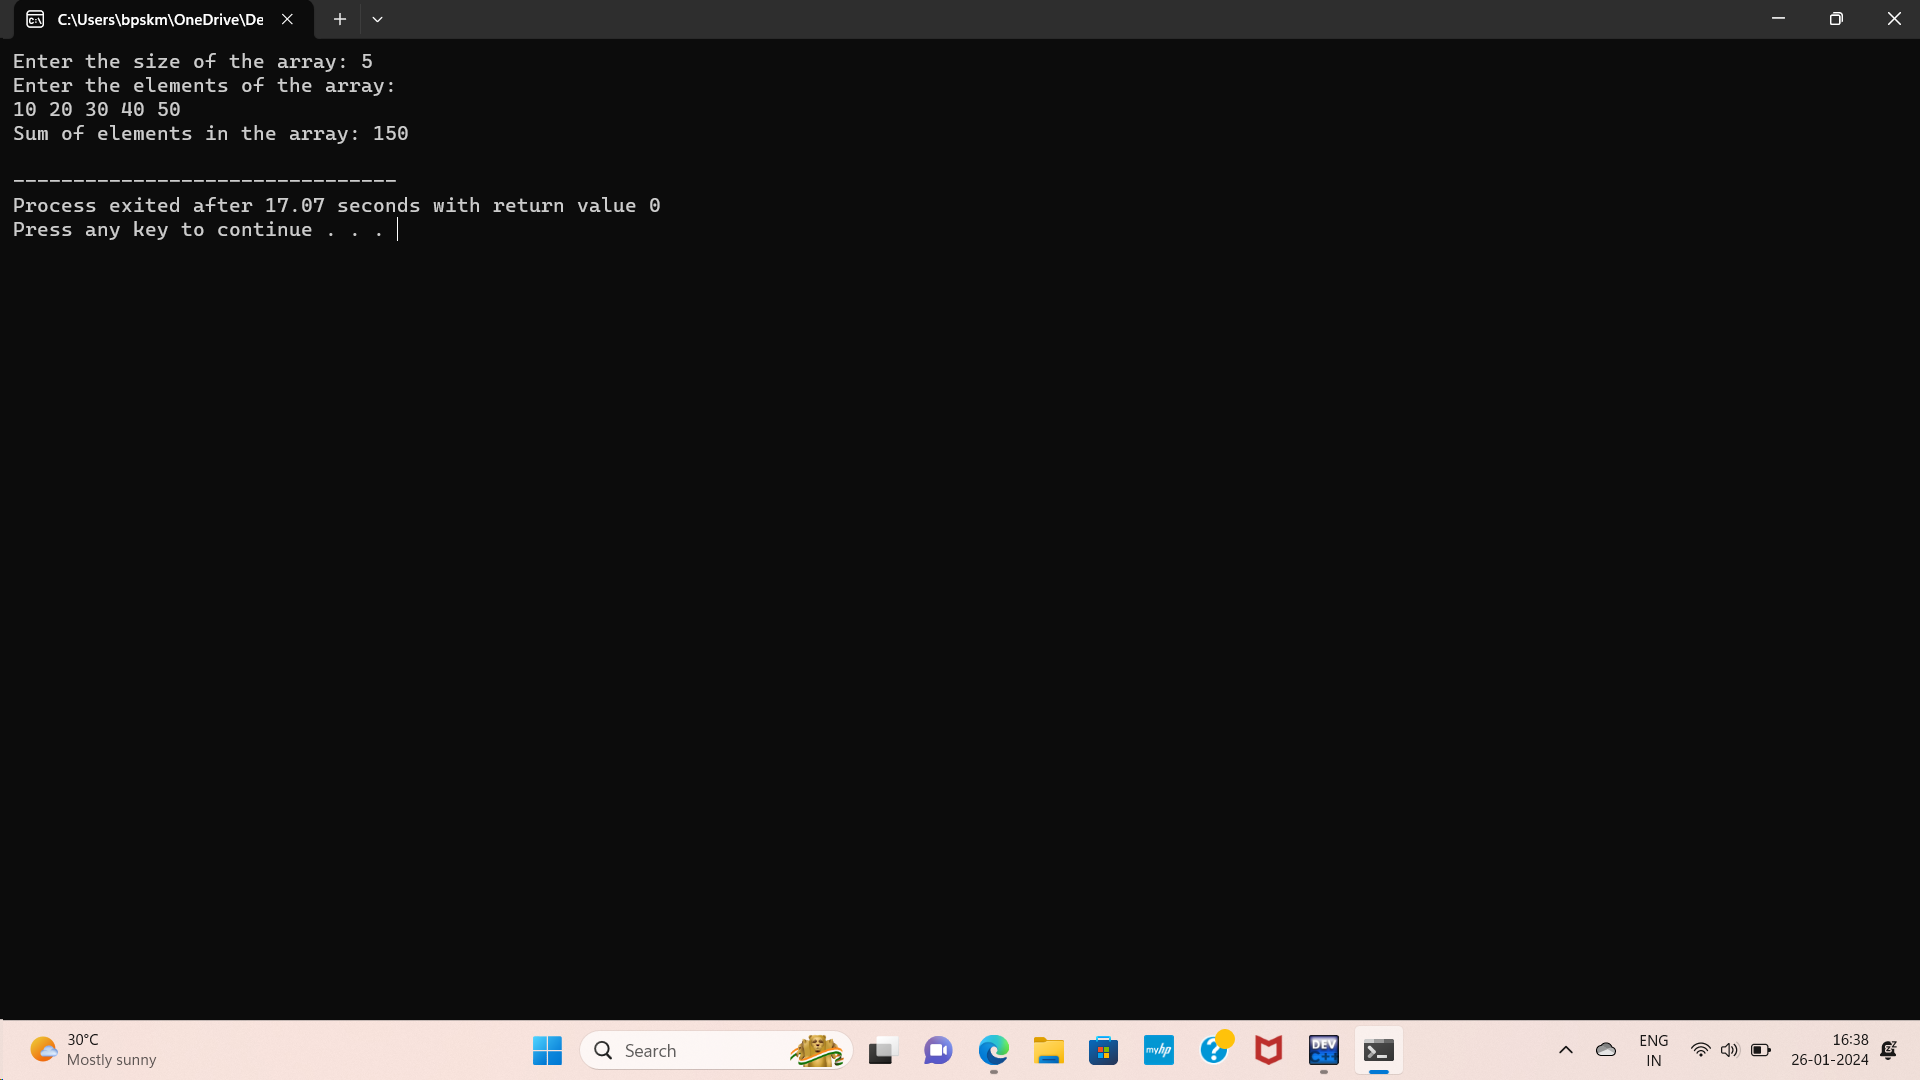 C:\Users\bpskm\OneDrive\De
Enter the size of the array: 5
Enter the elements of the array:
10 20 30 40 50
Sum of elements in the array: 150
--------------------------------
Process exited after 17.07 seconds with return value 0
Press any key to continue . . .
30°C
Mostly sunny
Search
myhp
DEV
C++
ENG
IN
16:38
26-01-2024